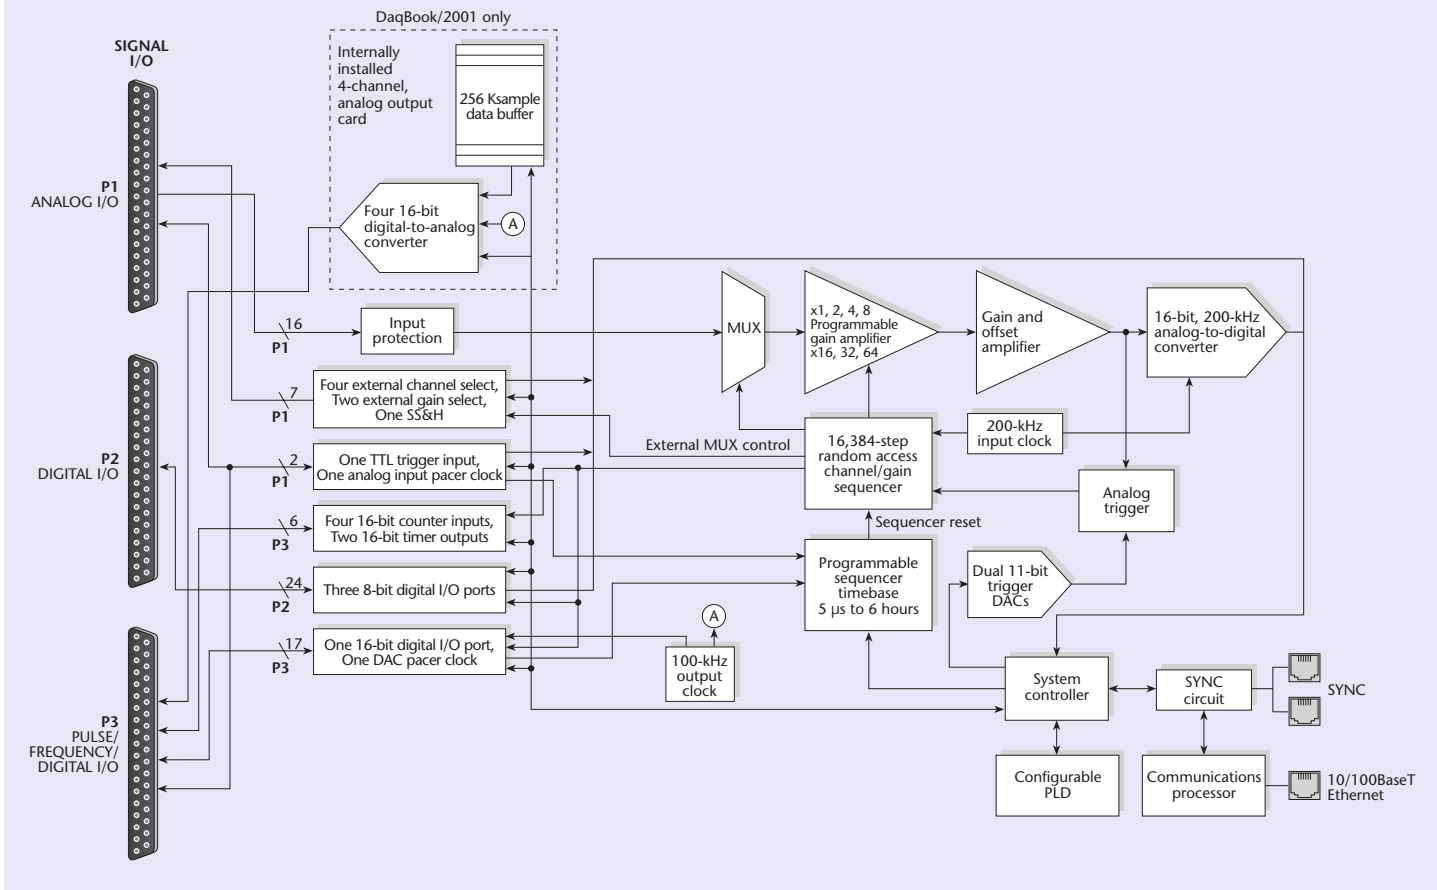 DaqBook/2001 only
SIGNAL
I/O
Internally
installed
4-channel,
analog output
card
256 Ksample
data buffer
P1
ANALOG I/O
Four 16-bit
digital-to-analog
converter
A
16
P1
Input
protection
MUX
x1, 2, 4, 8
Programmable
gain amplifier
x16, 32, 64
Gain and
offset
amplifier
16-bit, 200-kHz
analog-to-digital
converter
7
P1
Four external channel select,
Two external gain select,
One SS&H
External MUX control
16,384-step
random access
channel/gain
sequencer
200-kHz
input clock
P2
DIGITAL I/O
2
P1
One TTL trigger input,
One analog input pacer clock
Analog
trigger
6
P3
Four 16-bit counter inputs,
Two 16-bit timer outputs
Sequencer reset
Programmable
sequencer
timebase
5 µs to 6 hours
Dual 11-bit
trigger
DACs
24
P2
Three 8-bit digital I/O ports
A
17
P3
One 16-bit digital I/O port,
One DAC pacer clock
100-kHz
output
clock
System
controller
SYNC
circuit
SYNC
P3
PULSE/
FREQUENCY/
DIGITAL I/O
Configurable
PLD
Communications
processor
10/100BaseT
Ethernet